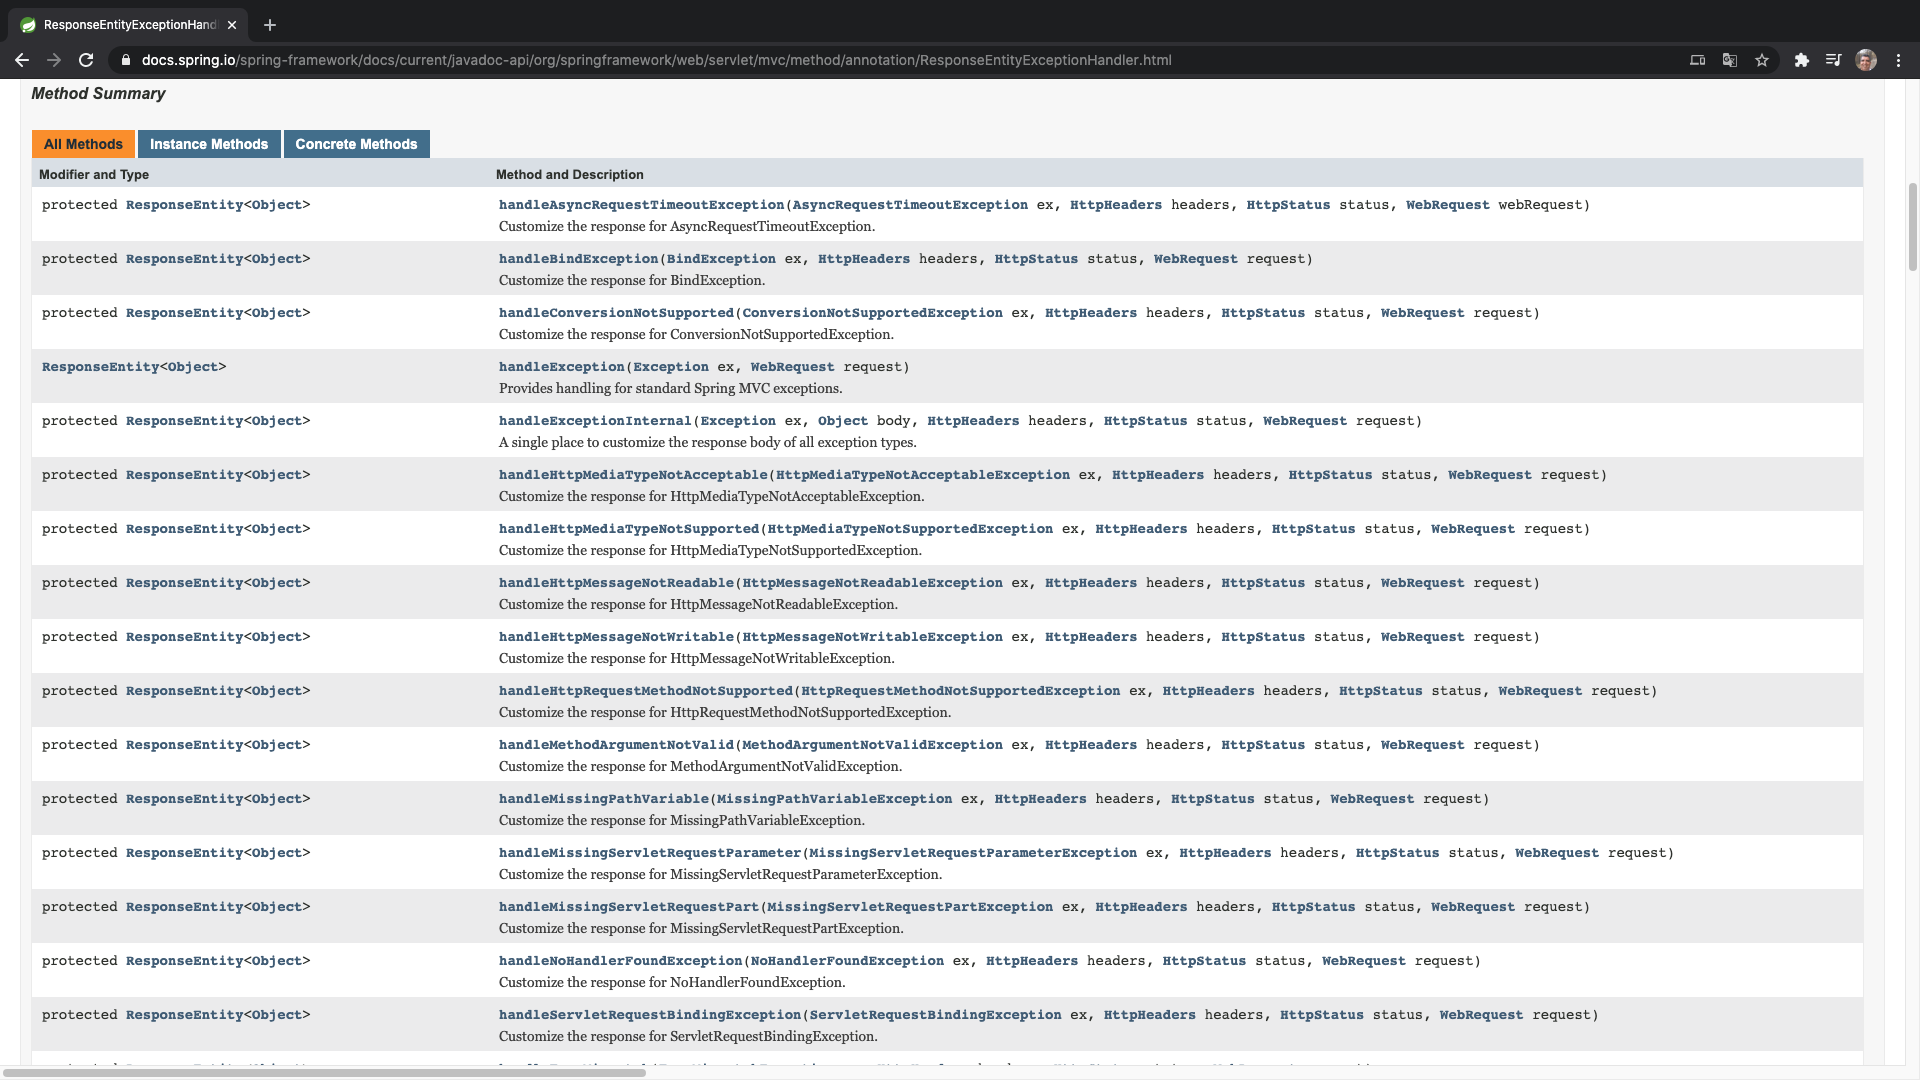 ResponseEntityExceptionHand
docs.spring.io/spring-framework/docs/current/javadoc-api/org/springframework/web/servlet/mvc/method/annotation/ResponseEntityExceptionHandler.html
Method Summary
All Methods Instance Methods Concrete Methods
Modifier and Type Method and Description
protected ResponseEntity<Object> handleAsyncRequestTimeoutException(AsyncRequestTimeoutException ex, HttpHeaders headers, HttpStatus status, WebRequest webRequest)
Customize the response for AsyncRequestTimeoutException.
protected ResponseEntity<Object> handleBindException(BindException ex, HttpHeaders headers, HttpStatus status, WebRequest request)
Customize the response for BindException.
protected ResponseEntity<Object> handleConversionNotSupported(ConversionNotSupportedException ex, HttpHeaders headers, HttpStatus status, WebRequest request)
Customize the response for ConversionNotSupportedException.
ResponseEntity<Object> handleException(Exception ex, WebRequest request)
Provides handling for standard Spring MVC exceptions.
protected ResponseEntity<Object> handleExceptionInternal(Exception ex, Object body, HttpHeaders headers, HttpStatus status, WebRequest request)
A single place to customize the response body of all exception types.
protected ResponseEntity<Object> handleHttpMediaTypeNotAcceptable(HttpMediaTypeNotAcceptableException ex, HttpHeaders headers, HttpStatus status, WebRequest request)
Customize the response for HttpMediaTypeNotAcceptableException.
protected ResponseEntity<Object> handleHttpMediaTypeNotSupported(HttpMediaTypeNotSupportedException ex, HttpHeaders headers, HttpStatus status, WebRequest request)
Customize the response for HttpMediaTypeNotSupportedException.
protected ResponseEntity<Object> handleHttpMessageNotReadable(HttpMessageNotReadableException ex, HttpHeaders headers, HttpStatus status, WebRequest request)
Customize the response for HttpMessageNotReadableException.
protected ResponseEntity<Object> handleHttpMessageNotWritable(HttpMessageNotWritableException ex, HttpHeaders headers, HttpStatus status, WebRequest request)
Customize the response for HttpMessageNotWritableException.
protected ResponseEntity<Object> handleHttpRequestMethodNotSupported(HttpRequestMethodNotSupportedException ex, HttpHeaders headers, HttpStatus status, WebRequest request)
Customize the response for HttpRequestMethodNotSupportedException.
protected ResponseEntity<Object> handleMethodArgumentNotValid(MethodArgumentNotValidException ex, HttpHeaders headers, HttpStatus status, WebRequest request)
Customize the response for MethodArgumentNotValidException.
protected ResponseEntity<Object> handleMissingPathVariable(MissingPathVariableException ex, HttpHeaders headers, HttpStatus status, WebRequest request)
Customize the response for MissingPathVariableException.
protected ResponseEntity<Object> handleMissingServletRequestParameter(MissingServletRequestParameterException ex, HttpHeaders headers, HttpStatus status, WebRequest request)
Customize the response for MissingServletRequestParameterException.
protected ResponseEntity<Object> handleMissingServletRequestPart(MissingServletRequestPartException ex, HttpHeaders headers, HttpStatus status, WebRequest request)
Customize the response for MissingServletRequestPartException.
protected ResponseEntity<Object> handleNoHandlerFoundException(NoHandlerFoundException ex, HttpHeaders headers, HttpStatus status, WebRequest request)
Customize the response for NoHandlerFoundException.
protected ResponseEntity<Object> handleServletRequestBindingException(ServletRequestBindingException ex, HttpHeaders headers, HttpStatus status, WebRequest request)
Customize the response for ServletRequestBindingException.